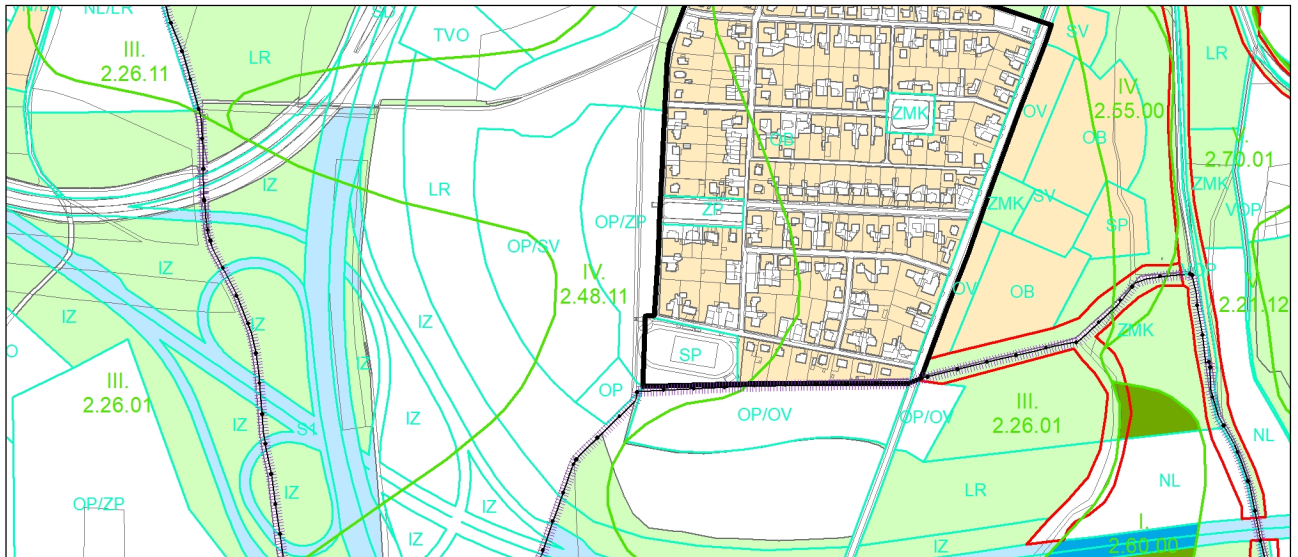 NL/LR
SD
TVO
SV
III.
2.26.11
LR
LR
IV.
2.55.00
ZMK
OV
OB
OB
V.
2.70.01
ZMK
IZ
LR
ZMK
SV
VOP
OP/ZP
ZP
SP
OP/SV
IZ
IV.
2.48.11
OV
OB
2.21.12
IZ
IZ
IZ
ZMK
SP
IZ
III.
2.26.01
OP
OP/OV
OP/OV
III.
2.26.01
IZ
S1
IZ
NL
OP/ZP
IZ
IZ
LR
NL
I.
2.60.00
IZ
IZ